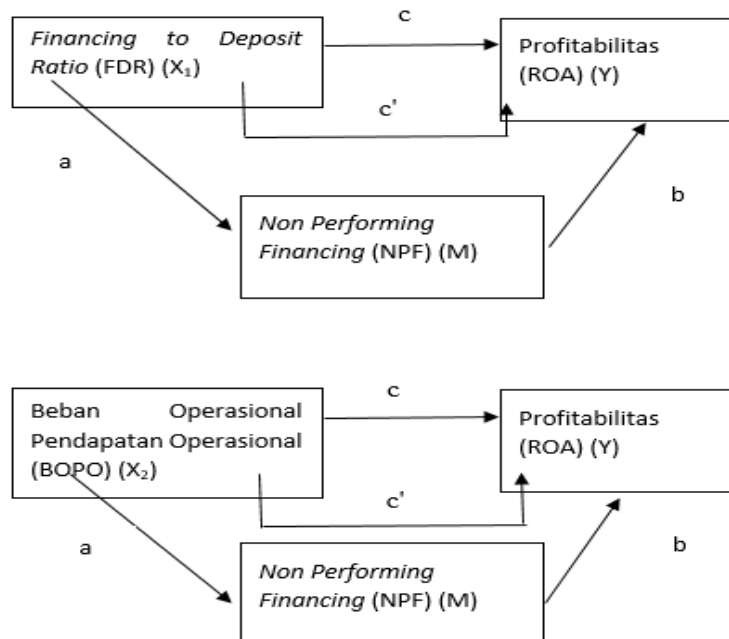 c
Financing to Deposit
Ratio (FDR) (X₁)
Profitabilitas
(ROA) (Y)
c'
a
b
Non Performing
Financing (NPF) (M)
c
Beban Operasional
Pendapatan Operasional
(BOPO) (X₂)
Profitabilitas
(ROA) (Y)
c'
a
b
Non Performing
Financing (NPF) (M)